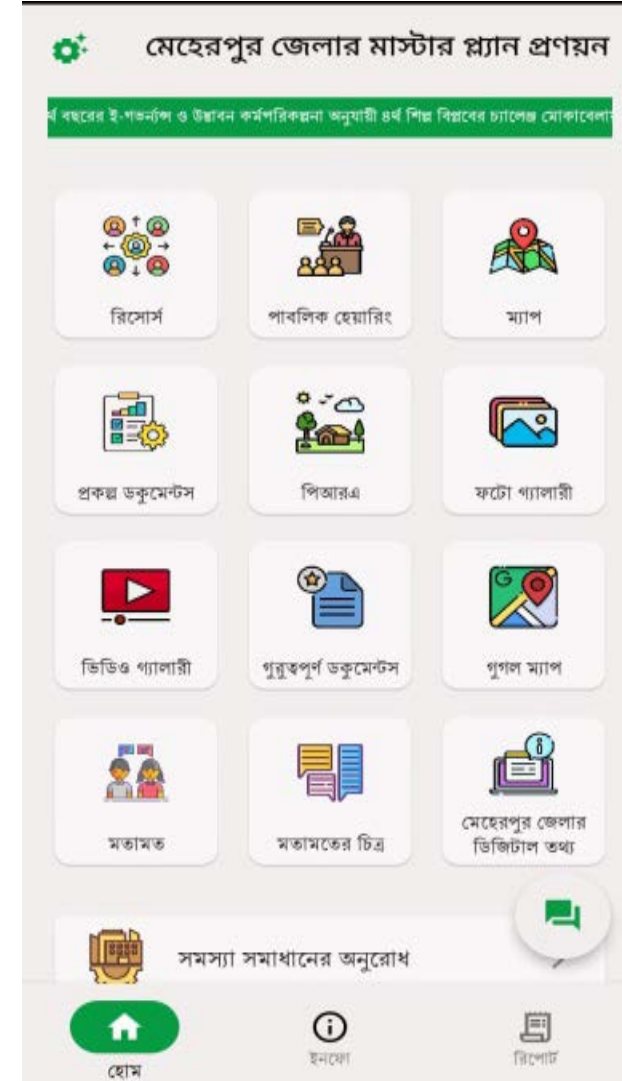 মেহেরপুর জেলার মাস্টার প্ল্যান প্রণয়ন
র্থ বছরের ই-গভর্ন্যান্স ও উদ্ভাবন কর্মপরিকল্পনা অনুযায়ী ৪র্থ শিল্প বিপ্লবের চ্যালেঞ্জ মোকাবেলায়
রিসোর্স
পাবলিক হেয়ারিং
ম্যাপ
প্রকল্প ডকুমেন্টস
পিআরএ
ফটো গ্যালারী
G
ভিডিও গ্যালারী
গুরুত্বপূর্ণ ডকুমেন্টস
গুগল ম্যাপ
মতামত
মতামতের চিত্র
মেহেরপুর জেলার
ডিজিটাল তথ্য
সমস্যা সমাধানের অনুরোধ
হোম
ইনফো
রিপোর্ট